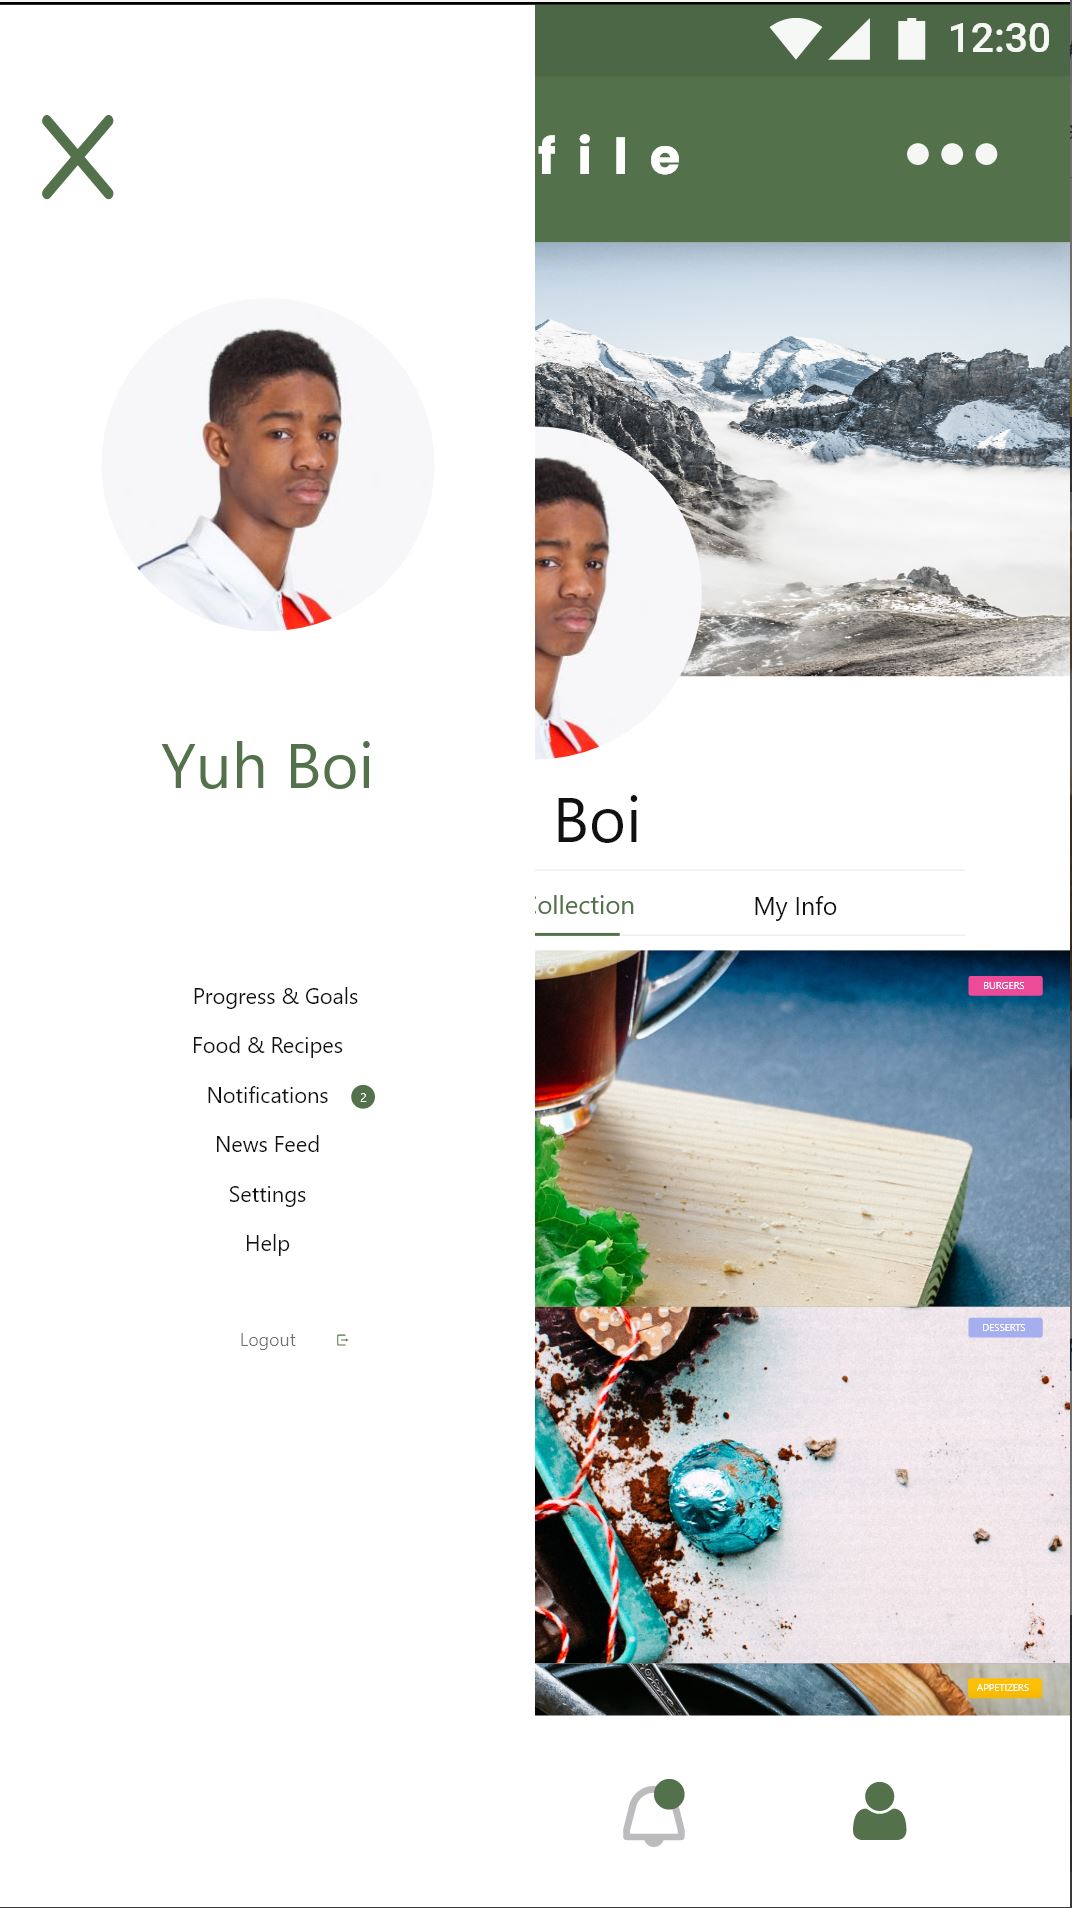 12:30
file
Yuh Boi
Boi
ollection
My Info
Progress & Goals
Food & Recipes
Notifications 2
News Feed
Settings
Help
Logout
BURGERS
DESSERTS
APPETIZERS